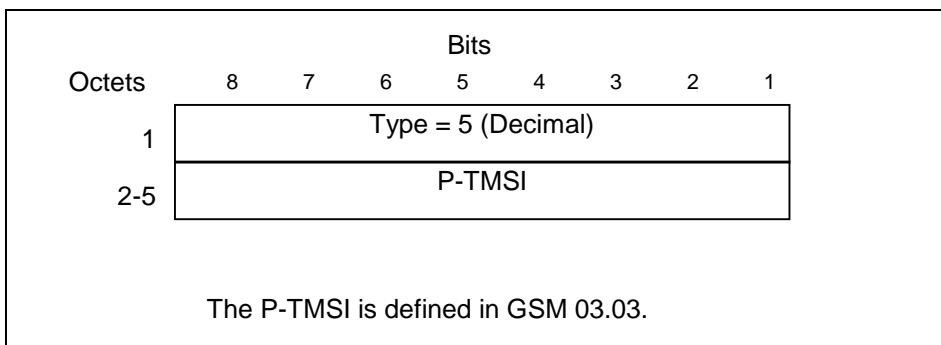 Bits
Octets 8 7 6 5 4 3 2 1
1 Type = 5 (Decimal)
2-5 P-TMSI
The P-TMSI is defined in GSM 03.03.